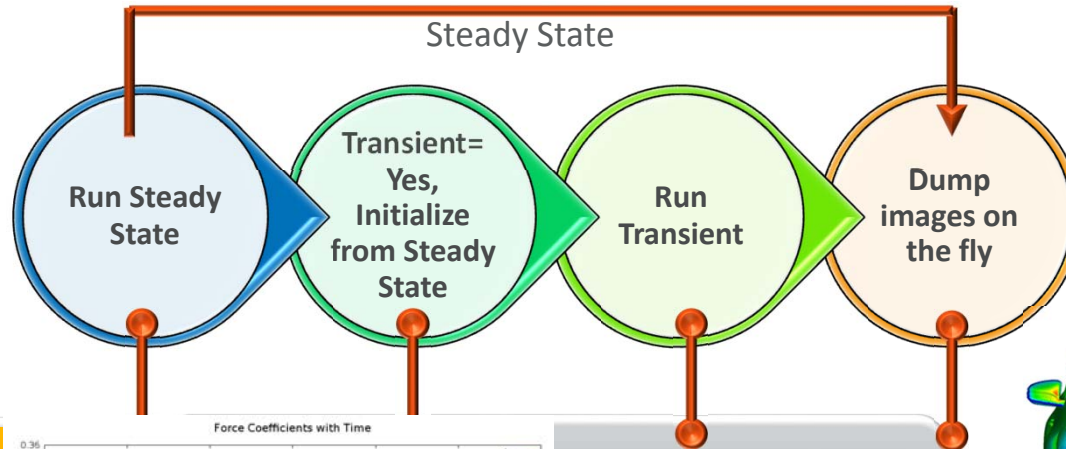 Steady State
Run Steady
State
Transient=
Yes,
Initialize
from Steady
State
Run
Transient
Dump
images on
the fly
Force Coefficients with Time
0.36